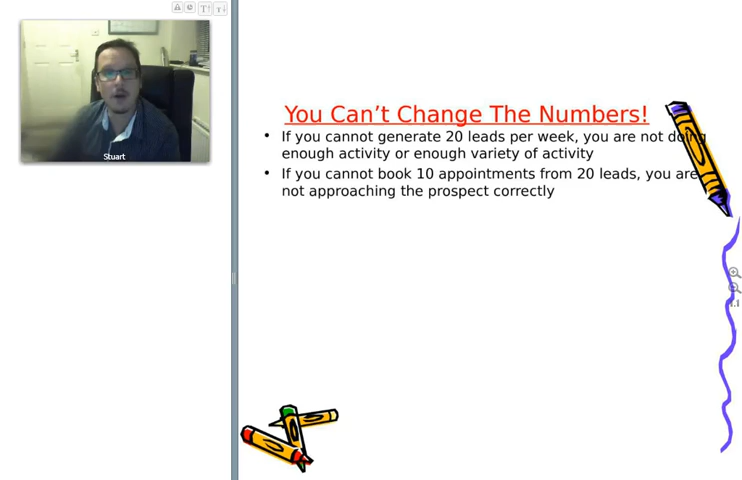 Stuart
You Can't Change The Numbers!
• If you cannot generate 20 leads per week, you are not doing
enough activity or enough variety of activity
• If you cannot book 10 appointments from 20 leads, you are
not approaching the prospect correctly